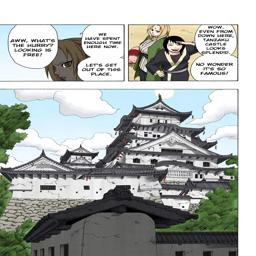 AWW, WHAT'S
THE HURRY?
LOOKING IS
FREE!
WE
HAVE SPENT
ENOUGH TIME
HERE NOW.
LET'S GET
OUT OF THIS
PLACE.
WOW,
EVEN FROM
DOWN HERE,
TANZAKU
CASTLE
LOOKS
SPLENDID.
NO WONDER
IT'S SO
FAMOUS!